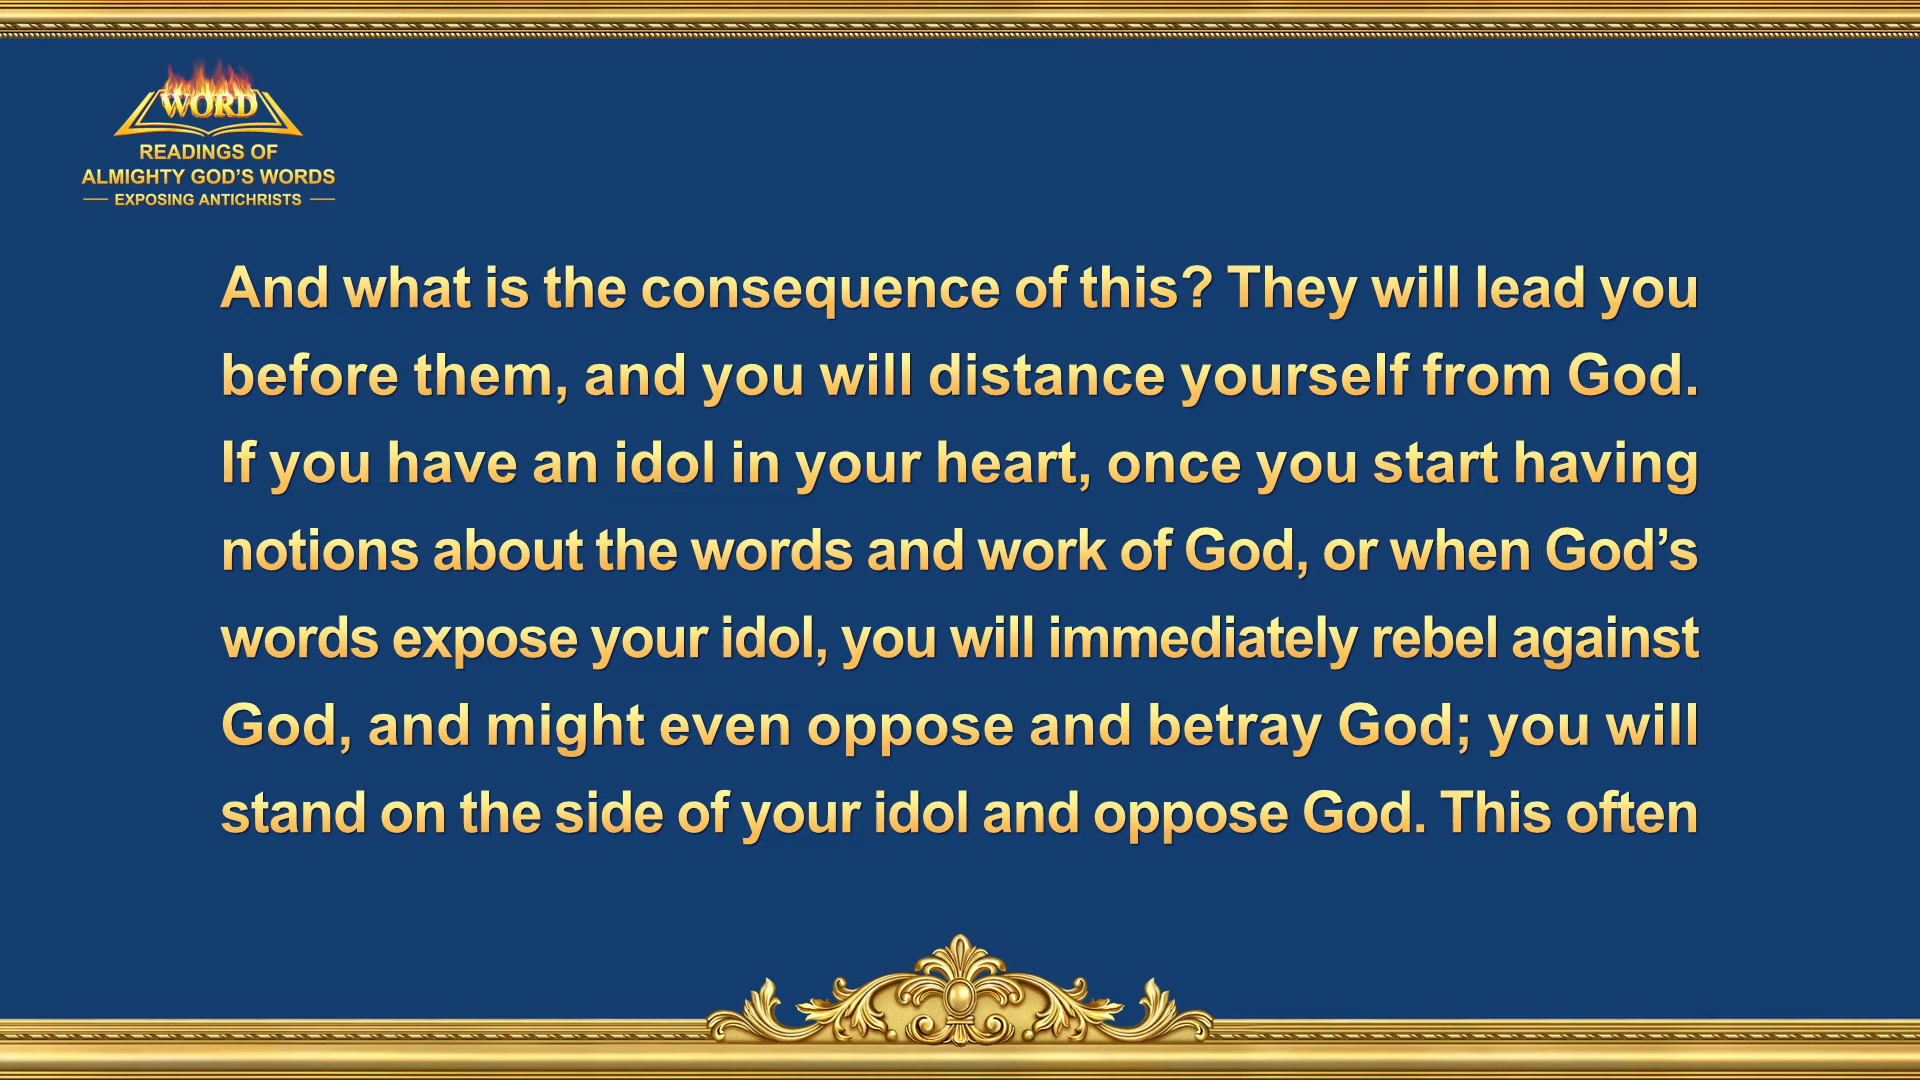 WORD
READINGS OF
ALMIGHTY GOD’S WORDS
EXPOSING ANTICHRISTS
And what is the consequence of this? They will lead you
before them, and you will distance yourself from God.
If you have an idol in your heart, once you start having
notions about the words and work of God, or when God’s
words expose your idol, you will immediately rebel against
God, and might even oppose and betray God; you will
stand on the side of your idol and oppose God. This often